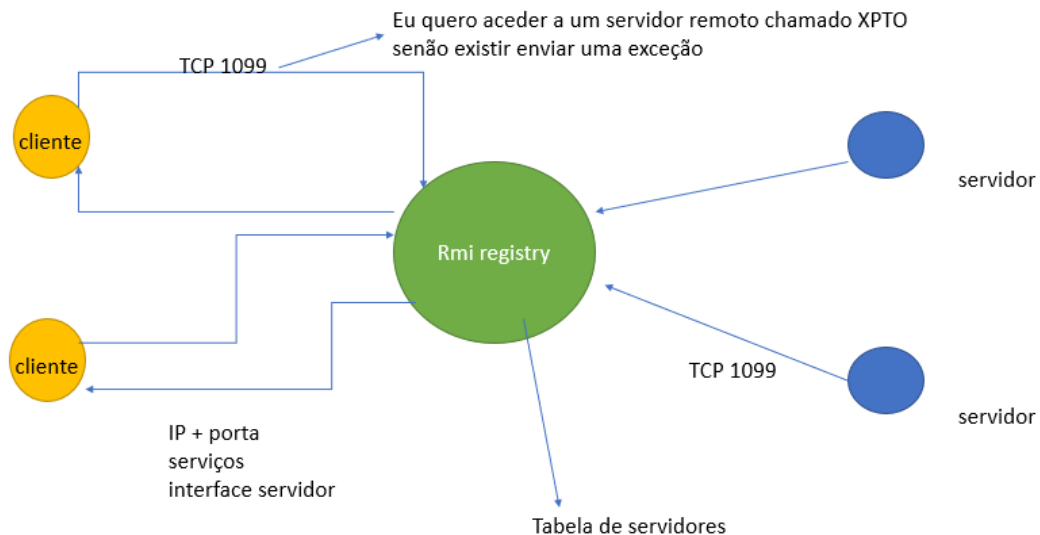 Eu quero aceder a um servidor remoto chamado XPTO
senão existir enviar uma exceção
TCP 1099
cliente
servidor
Rmi registry
cliente
TCP 1099
servidor
IP + porta
serviços
interface servidor
Tabela de servidores